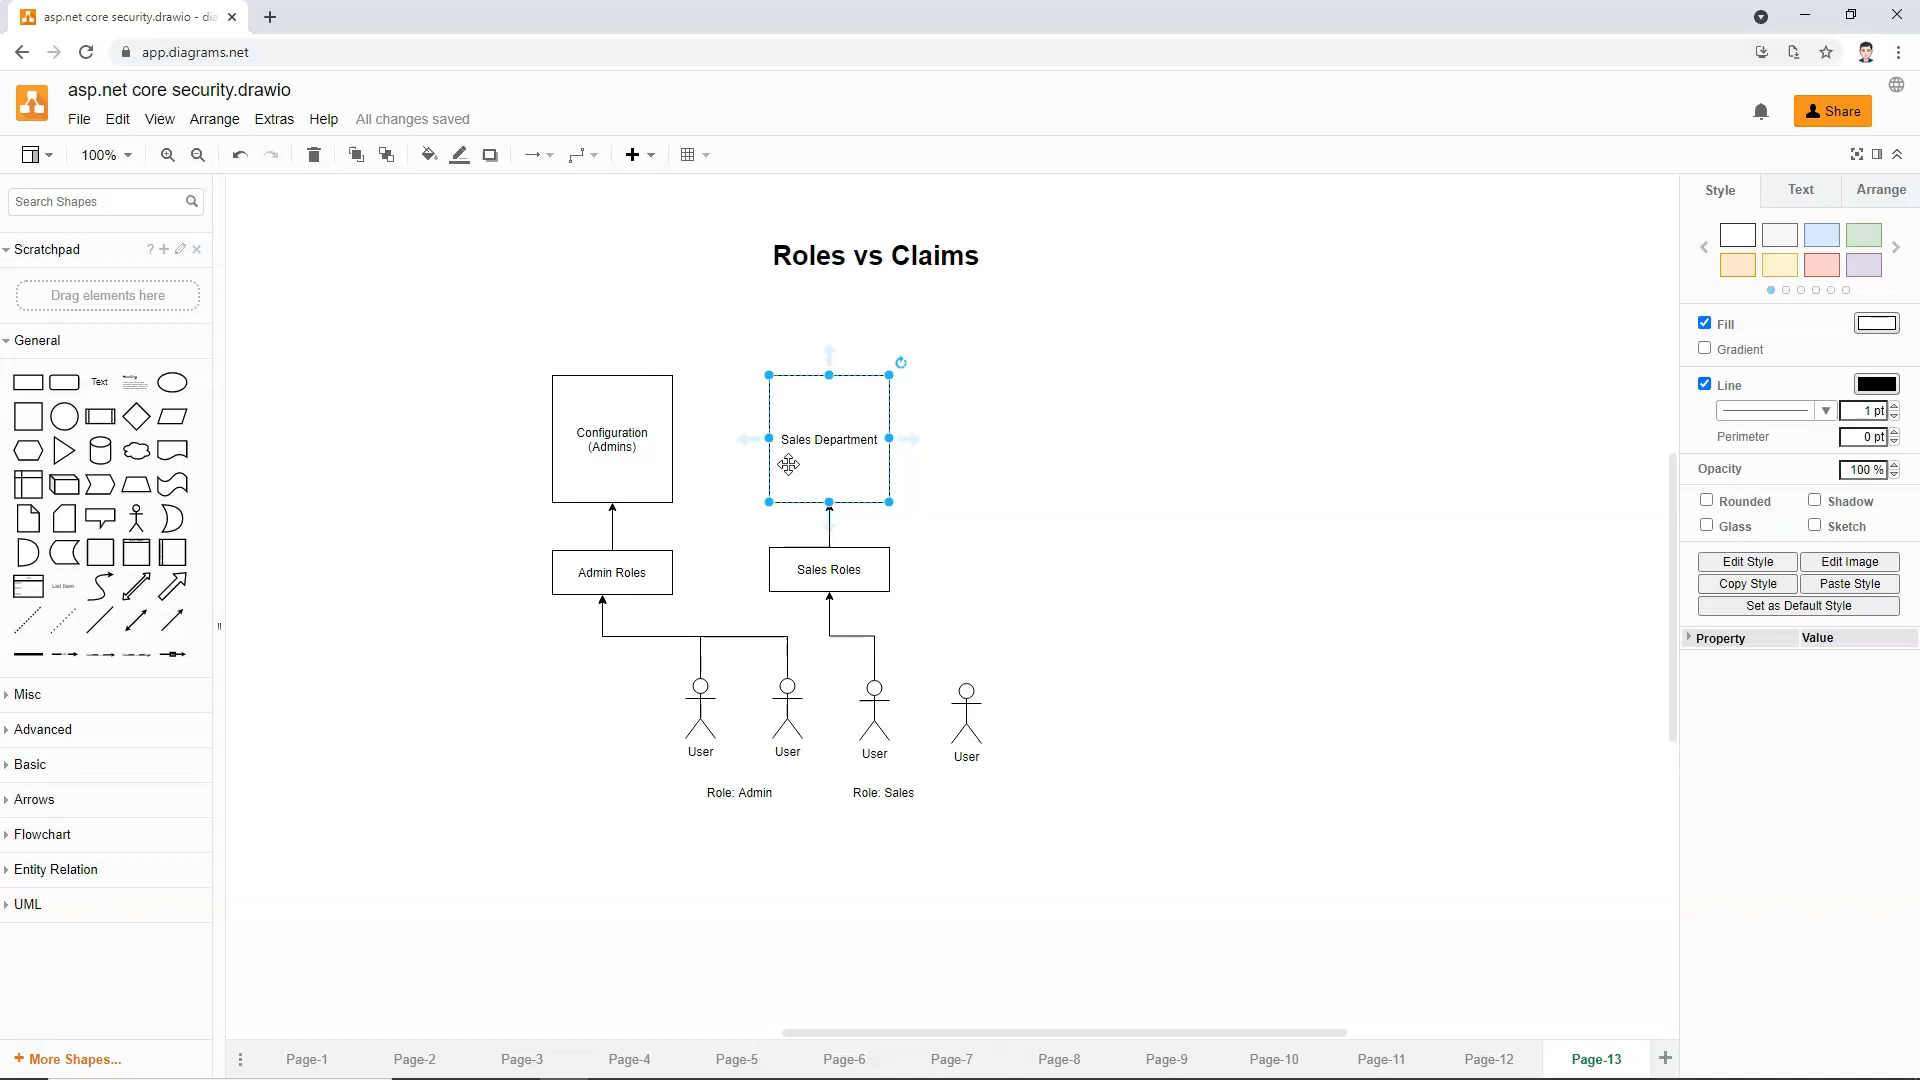 asp.net core security.drawio - dia
app.diagrams.net
asp.net core security.drawio
File Edit View Arrange Extras Help All changes saved
Share
100%
Search Shapes
Scratchpad
?
Drag elements here
General
Text
Heading
List Item
Misc
Advanced
Basic
Arrows
Flowchart
Entity Relation
UML
+ More Shapes...
Roles vs Claims
Configuration
(Admins)
Sales Department
Admin Roles
Sales Roles
User
User
User
User
Role: Admin
Role: Sales
Style Text Arrange
Fill
Gradient
Line
1 pt
Perimeter 0 pt
Opacity 100 %
Rounded Shadow
Glass Sketch
Edit Style Edit Image
Copy Style Paste Style
Set as Default Style
Property Value
Page-1 Page-2 Page-3 Page-4 Page-5 Page-6 Page-7 Page-8 Page-9 Page-10 Page-11 Page-12 Page-13